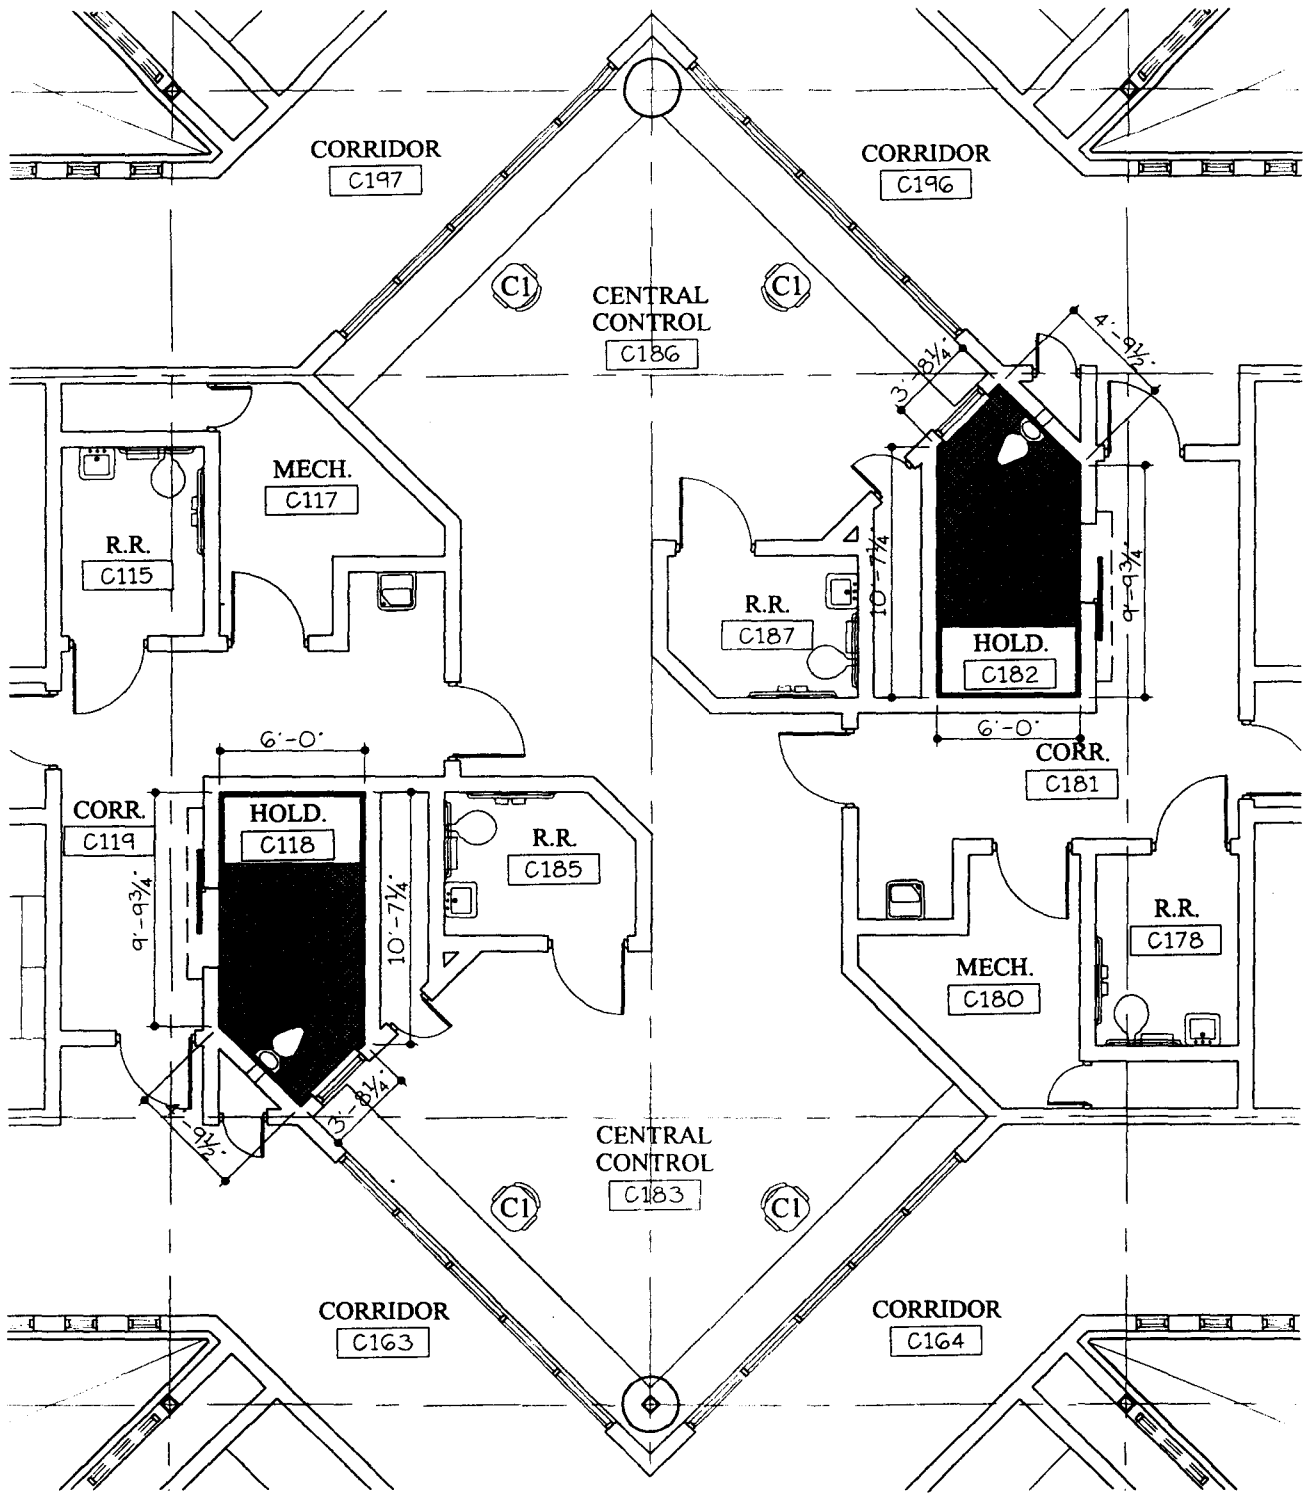 CORRIDOR
C197
CORRIDOR
C196
C1
CENTRAL
CONTROL
C186
C1
3'-8¼"
4'-9½"
MECH.
C117
R.R.
C115
10'-7¼"
9'-9¾"
R.R.
C187
HOLD.
C182
6'-0"
6'-0"
CORR.
C181
CORR.
C119
HOLD.
C118
R.R.
C185
9'-9¾"
10'-7¼"
R.R.
C178
MECH.
C180
3'-8¼"
-9½"
CENTRAL
CONTROL
C183
C1
C1
CORRIDOR
C163
CORRIDOR
C164